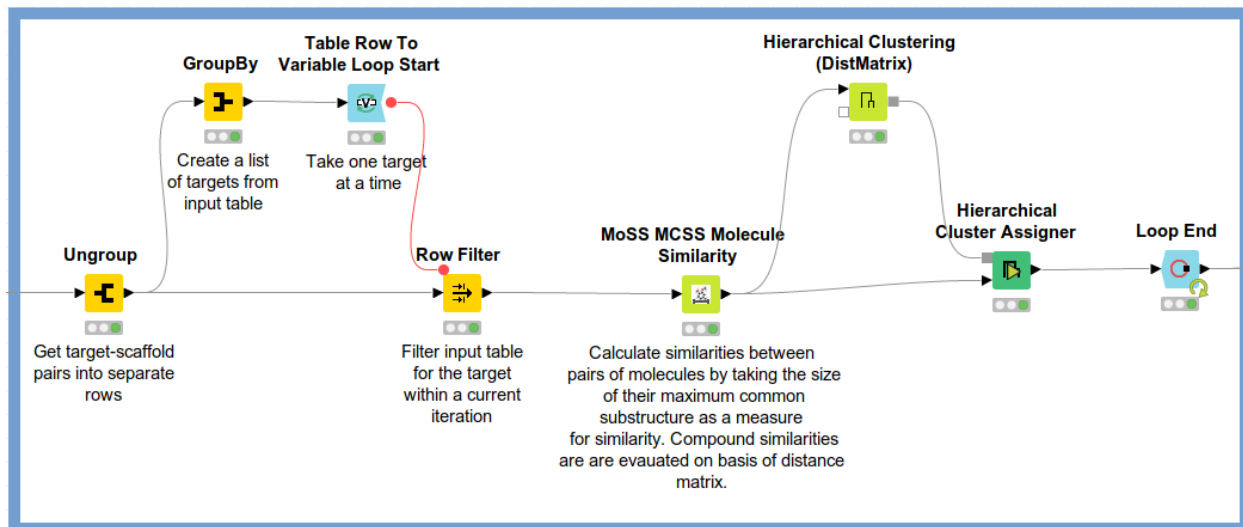 GroupBy
Create a list
of targets from
input table
Table Row To
Variable Loop Start
V
Take one target
at a time
Hierarchical Clustering
(DistMatrix)
Ungroup
Get target-scaffold
pairs into separate
rows
Row Filter
Filter input table
for the target
within a current
iteration
MoSS MCSS Molecule
Similarity
Calculate similarities between
pairs of molecules by taking the size
of their maximum common
substructure as a measure
for similarity. Compound similarities
are are evauated on basis of distance
matrix.
Hierarchical
Cluster Assigner
Loop End